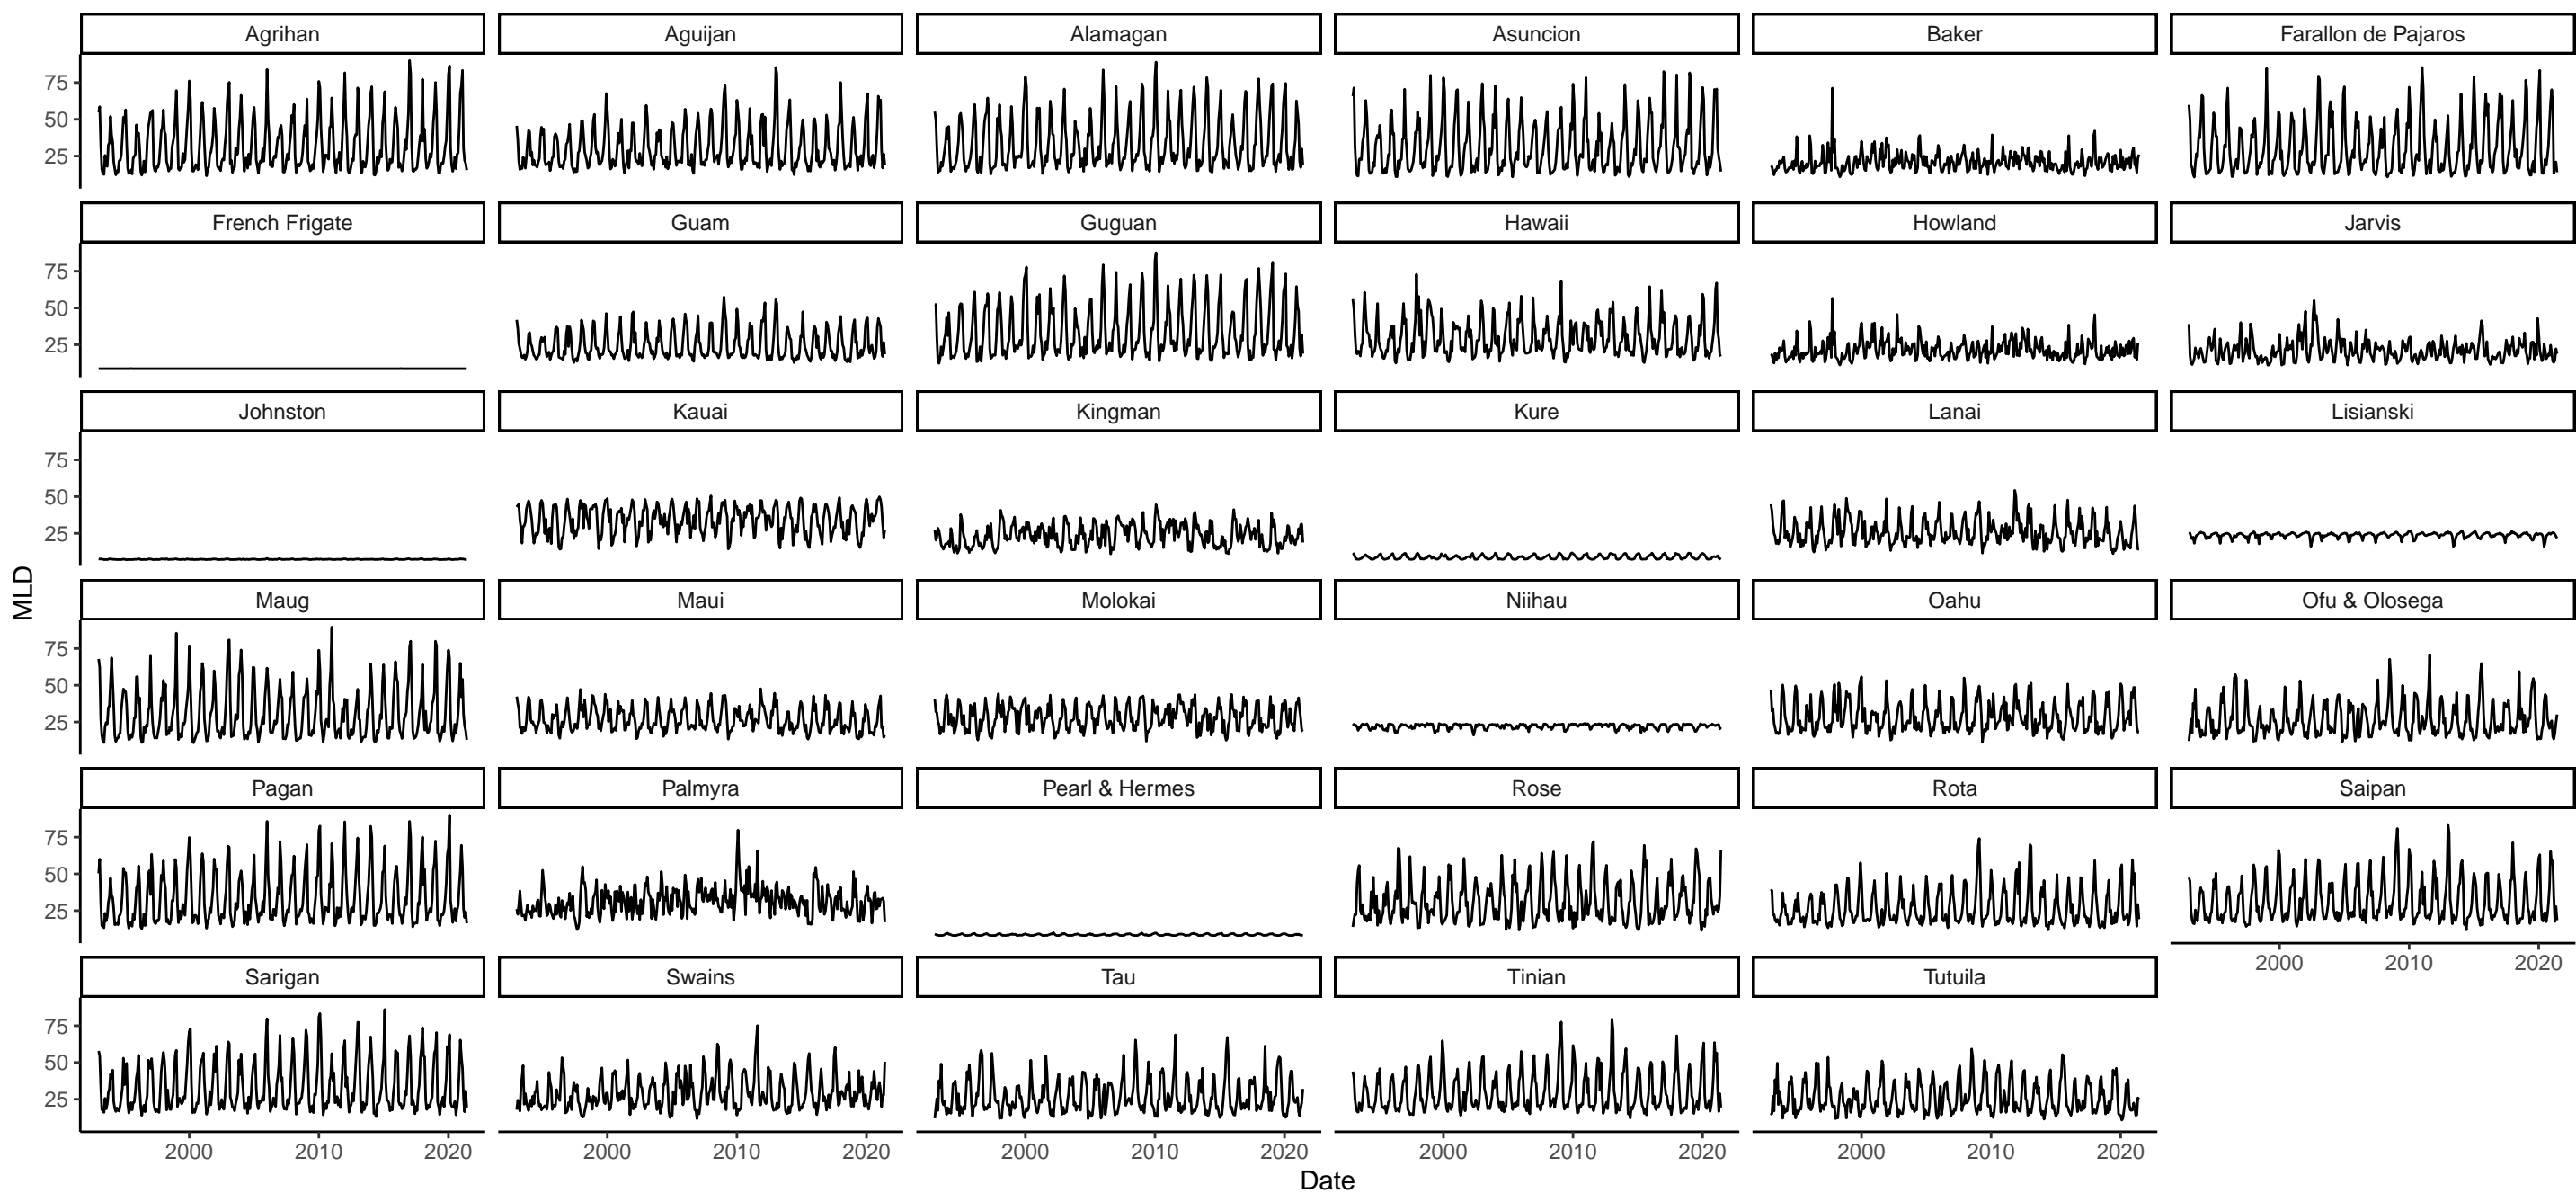 Agrihan Aguijan Alamagan Asuncion Baker Farallon de Pajaros
75
50
25
French Frigate Guam Guguan Hawaii Howland Jarvis
75
50
25
Johnston Kauai Kingman Kure Lanai Lisianski
75
50
25
MLD
Maug Maui Molokai Niihau Oahu Ofu & Olosega
75
50
25
Pagan Palmyra Pearl & Hermes Rose Rota Saipan
75
50
25
2000 2010 2020
Sarigan Swains Tau Tinian Tutuila
75
50
25
2000 2010 2020 2000 2010 2020 2000 2010 2020 2000 2010 2020 2000 2010 2020
Date